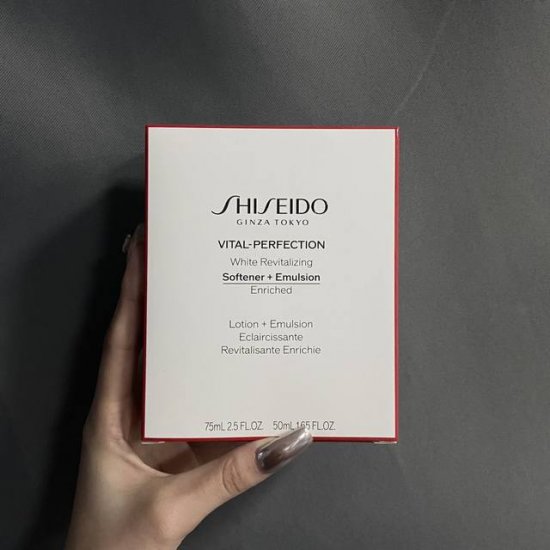 SHISEIDO
GINZA TOKYO
VITAL-PERFECTION
White Revitalizing
Softener + Emulsion
Enriched
Lotion + Emulsion
Eclaircissante
Revitalisante Enrichie
75mL 2.5 FL.OZ. 50mL 1.65 FL.OZ.